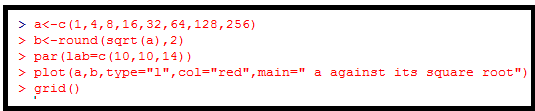 > a<-c(1,4,8,16,32,64,128,256)
> b<-round(sqrt(a),2)
> par(lab=c(10,10,14))
> plot(a,b,type="l",col="red",main=" a against its square root")
> grid()